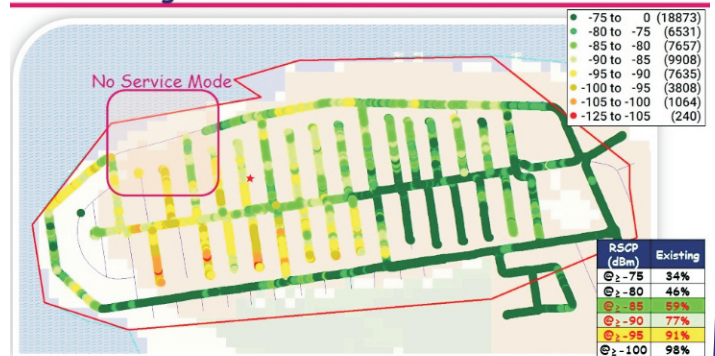 No Service Mode
-75 to 0 (18873)
-80 to -75 (6531)
-85 to -80 (7657)
-90 to -85 (9908)
-95 to -90 (7635)
-100 to -95 (3808)
-105 to -100 (1064)
-125 to -105 (240)
RSCP (dBm) Existing
@≥-75 34%
@≥-80 46%
@≥-85 59%
@≥-90 77%
@≥-95 91%
@≥-100 98%